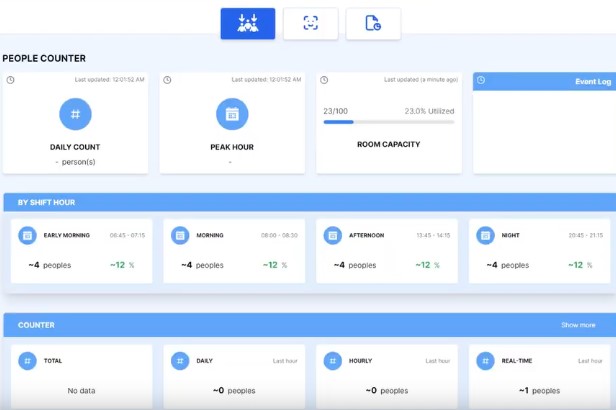 PEOPLE COUNTER
Last updated: 12:01:52 AM
DAILY COUNT
- person(s)
Last updated: 12:01:52 AM
PEAK HOUR
-
Last updated (a minute ago)
23/100 23.0% Utilized
ROOM CAPACITY
Event Log
BY SHIFT HOUR
EARLY MORNING 06:45 - 07:15
~4 peoples ~12 %
MORNING 08:00 - 08:30
~4 peoples ~12 %
AFTERNOON 13:45 - 14:15
~4 peoples ~12 %
NIGHT 20:45 - 21:15
~4 peoples ~12 %
COUNTER Show more
TOTAL
No data
DAILY Last hour
~0 peoples
HOURLY Last hour
~0 peoples
REAL-TIME Last hour
~1 peoples